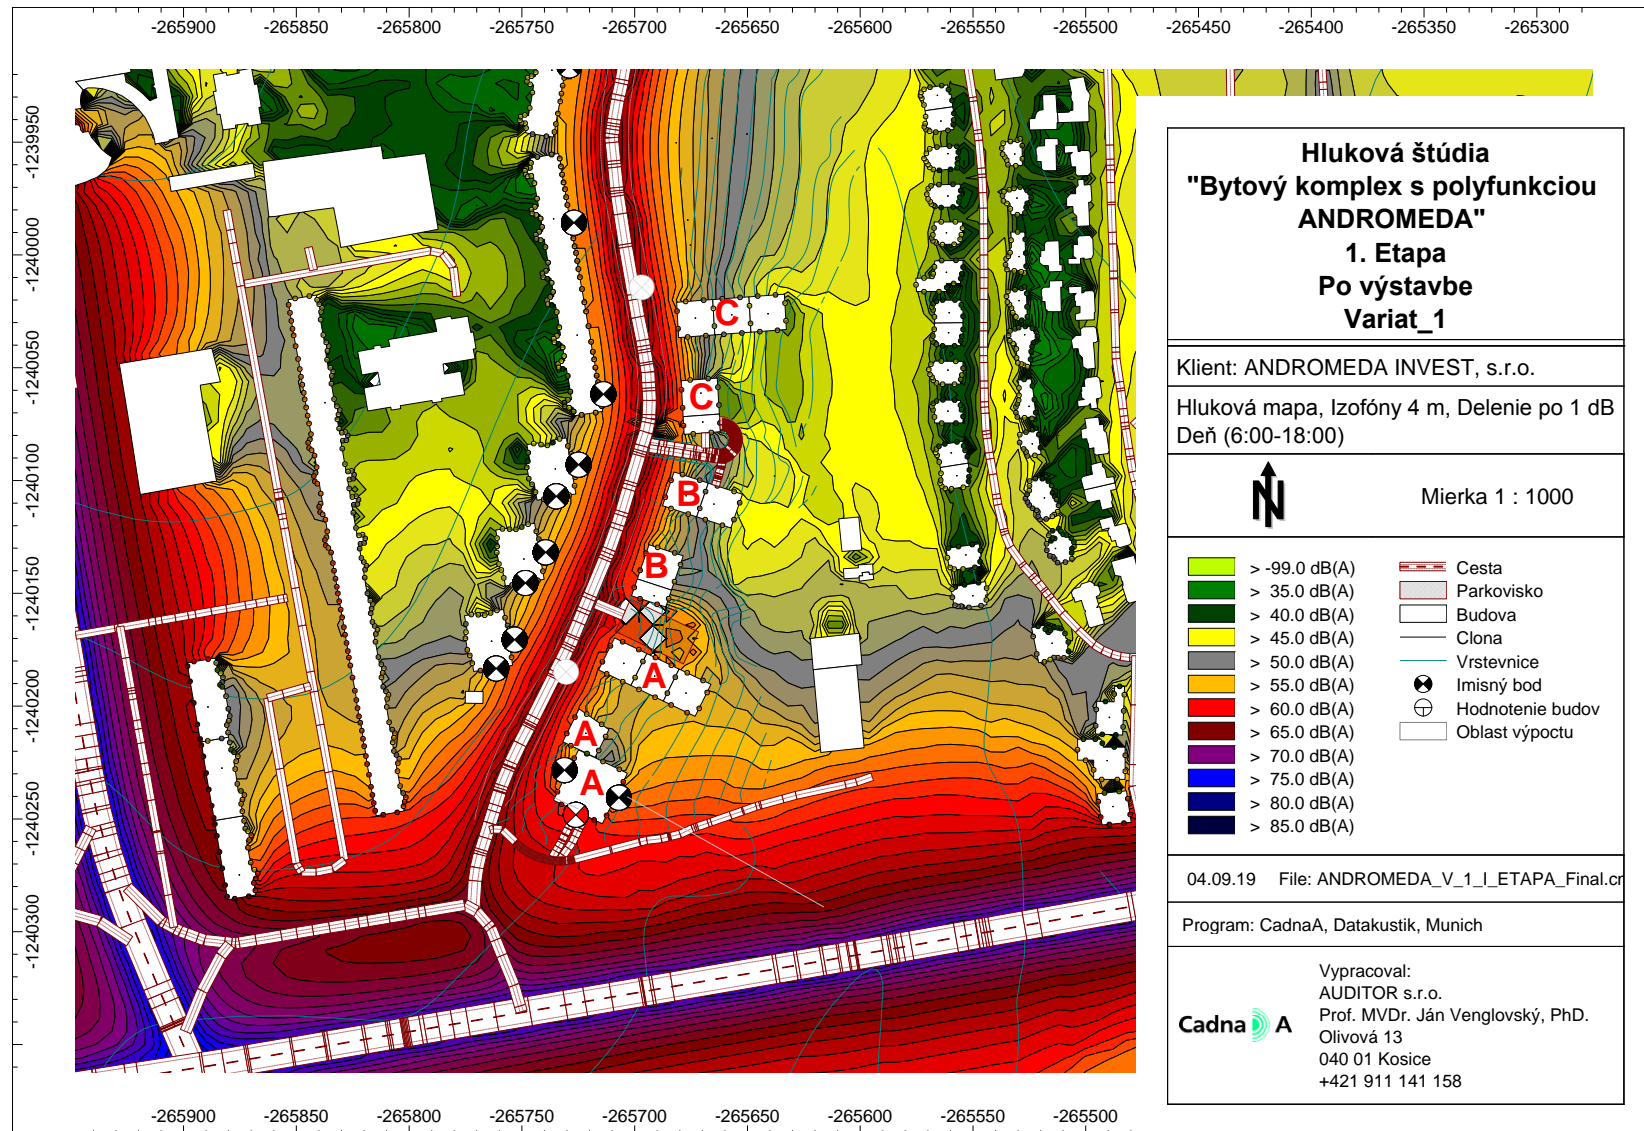 -265900 -265850 -265800 -265750 -265700 -265650 -265600 -265550 -265500 -265450 -265400 -265350 -265300
-1239950
-1240000
-1240050
-1240100
-1240150
-1240200
-1240250
-1240300
C
C
B
B
A
A
A
Hluková štúdia
"Bytový komplex s polyfunkciou
ANDROMEDA"
1. Etapa
Po výstavbe
Variat_1
Klient: ANDROMEDA INVEST, s.r.o.
Hluková mapa, Izofóny 4 m, Delenie po 1 dB
Deň (6:00-18:00)
N
Mierka 1 : 1000
> -99.0 dB(A)
> 35.0 dB(A)
> 40.0 dB(A)
> 45.0 dB(A)
> 50.0 dB(A)
> 55.0 dB(A)
> 60.0 dB(A)
> 65.0 dB(A)
> 70.0 dB(A)
> 75.0 dB(A)
> 80.0 dB(A)
> 85.0 dB(A)
Cesta
Parkovisko
Budova
Clona
Vrstevnice
Imisný bod
Hodnotenie budov
Oblast výpoctu
04.09.19 File: ANDROMEDA_V_1_I_ETAPA_Final.cr
Program: CadnaA, Datakustik, Munich
Cadna A
Vypracoval:
AUDITOR s.r.o.
Prof. MVDr. Ján Venglovský, PhD.
Olivová 13
040 01 Kosice
+421 911 141 158
-265900 -265850 -265800 -265750 -265700 -265650 -265600 -265550 -265500